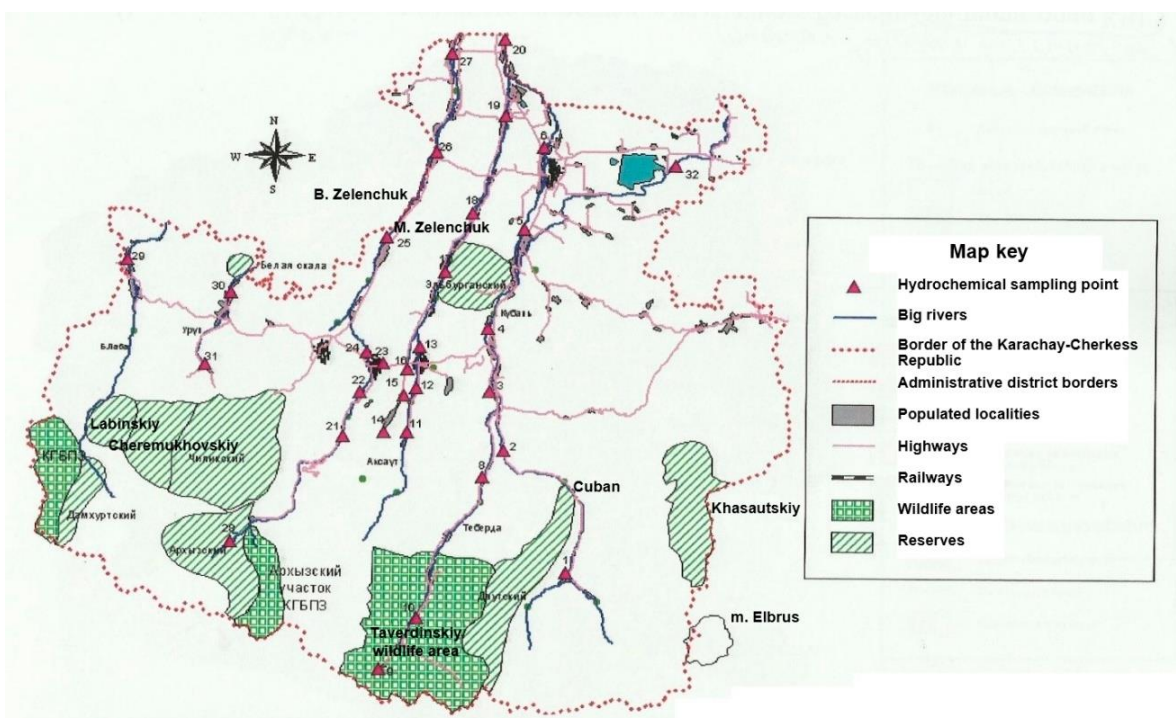 20
27
19
6
26
32
N
W E
S
B. Zelenchuk
18
M. Zelenchuk
5
25
29
Белая скала
17
Эльбурганский
30
Кубань
Уруп
4
Б.Лаба
13
24 23
16
31
22
15 12
3
14
21
11
2
Аксаут
8
Labinskiy
Cheremukhovskiy
Чиликский
КГБПЗ
Дамхуртский
Cuban
Khasautskiy
Теберда
28
Архызский
Архызский
участок
КГБПЗ
1
Даутский
10
Taverdinskiy
wildlife area
m. Elbrus
Map key
Hydrochemical sampling point
Big rivers
Border of the Karachay-Cherkess
Republic
Administrative district borders
Populated localities
Highways
Railways
Wildlife areas
Reserves